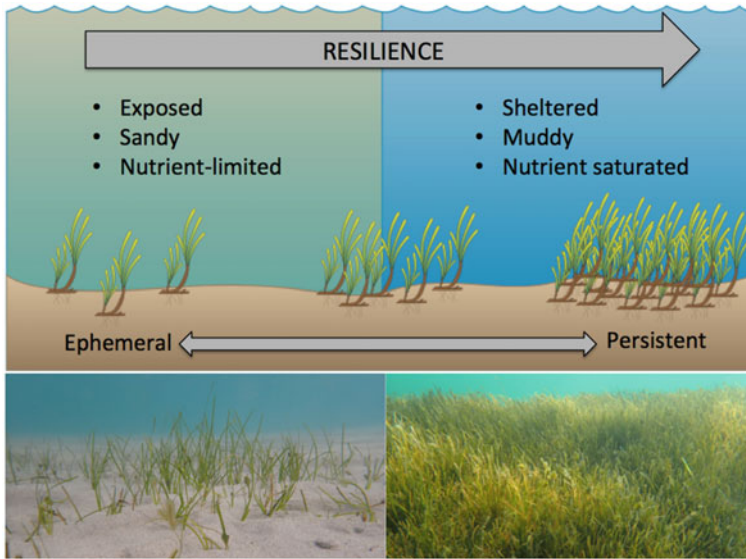 RESILIENCE
• Exposed
• Sandy
• Nutrient-limited
• Sheltered
• Muddy
• Nutrient saturated
Ephemeral
Persistent